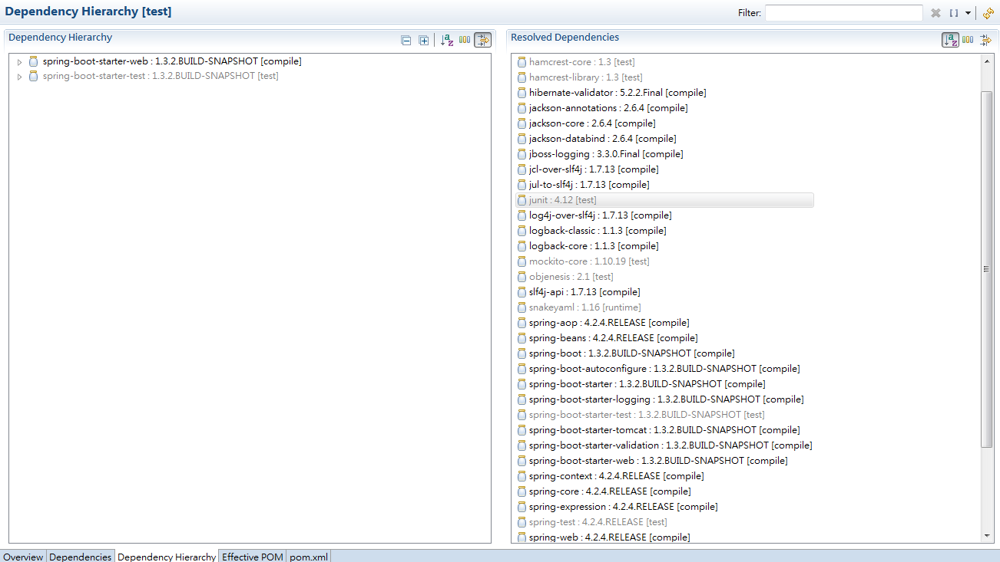 Dependency Hierarchy [test]
Filter:
Dependency Hierarchy
spring-boot-starter-web : 1.3.2.BUILD-SNAPSHOT [compile]
spring-boot-starter-test : 1.3.2.BUILD-SNAPSHOT [test]
Resolved Dependencies
hamcrest-core : 1.3 [test]
hamcrest-library : 1.3 [test]
hibernate-validator : 5.2.2.Final [compile]
jackson-annotations : 2.6.4 [compile]
jackson-core : 2.6.4 [compile]
jackson-databind : 2.6.4 [compile]
jboss-logging : 3.3.0.Final [compile]
jcl-over-slf4j : 1.7.13 [compile]
jul-to-slf4j : 1.7.13 [compile]
junit : 4.12 [test]
log4j-over-slf4j : 1.7.13 [compile]
logback-classic : 1.1.3 [compile]
logback-core : 1.1.3 [compile]
mockito-core : 1.10.19 [test]
objenesis : 2.1 [test]
slf4j-api : 1.7.13 [compile]
snakeyaml : 1.16 [runtime]
spring-aop : 4.2.4.RELEASE [compile]
spring-beans : 4.2.4.RELEASE [compile]
spring-boot : 1.3.2.BUILD-SNAPSHOT [compile]
spring-boot-autoconfigure : 1.3.2.BUILD-SNAPSHOT [compile]
spring-boot-starter : 1.3.2.BUILD-SNAPSHOT [compile]
spring-boot-starter-logging : 1.3.2.BUILD-SNAPSHOT [compile]
spring-boot-starter-test : 1.3.2.BUILD-SNAPSHOT [test]
spring-boot-starter-tomcat : 1.3.2.BUILD-SNAPSHOT [compile]
spring-boot-starter-validation : 1.3.2.BUILD-SNAPSHOT [compile]
spring-boot-starter-web : 1.3.2.BUILD-SNAPSHOT [compile]
spring-context : 4.2.4.RELEASE [compile]
spring-core : 4.2.4.RELEASE [compile]
spring-expression : 4.2.4.RELEASE [compile]
spring-test : 4.2.4.RELEASE [test]
spring-web : 4.2.4.RELEASE [compile]
Overview Dependencies Dependency Hierarchy Effective POM pom.xml